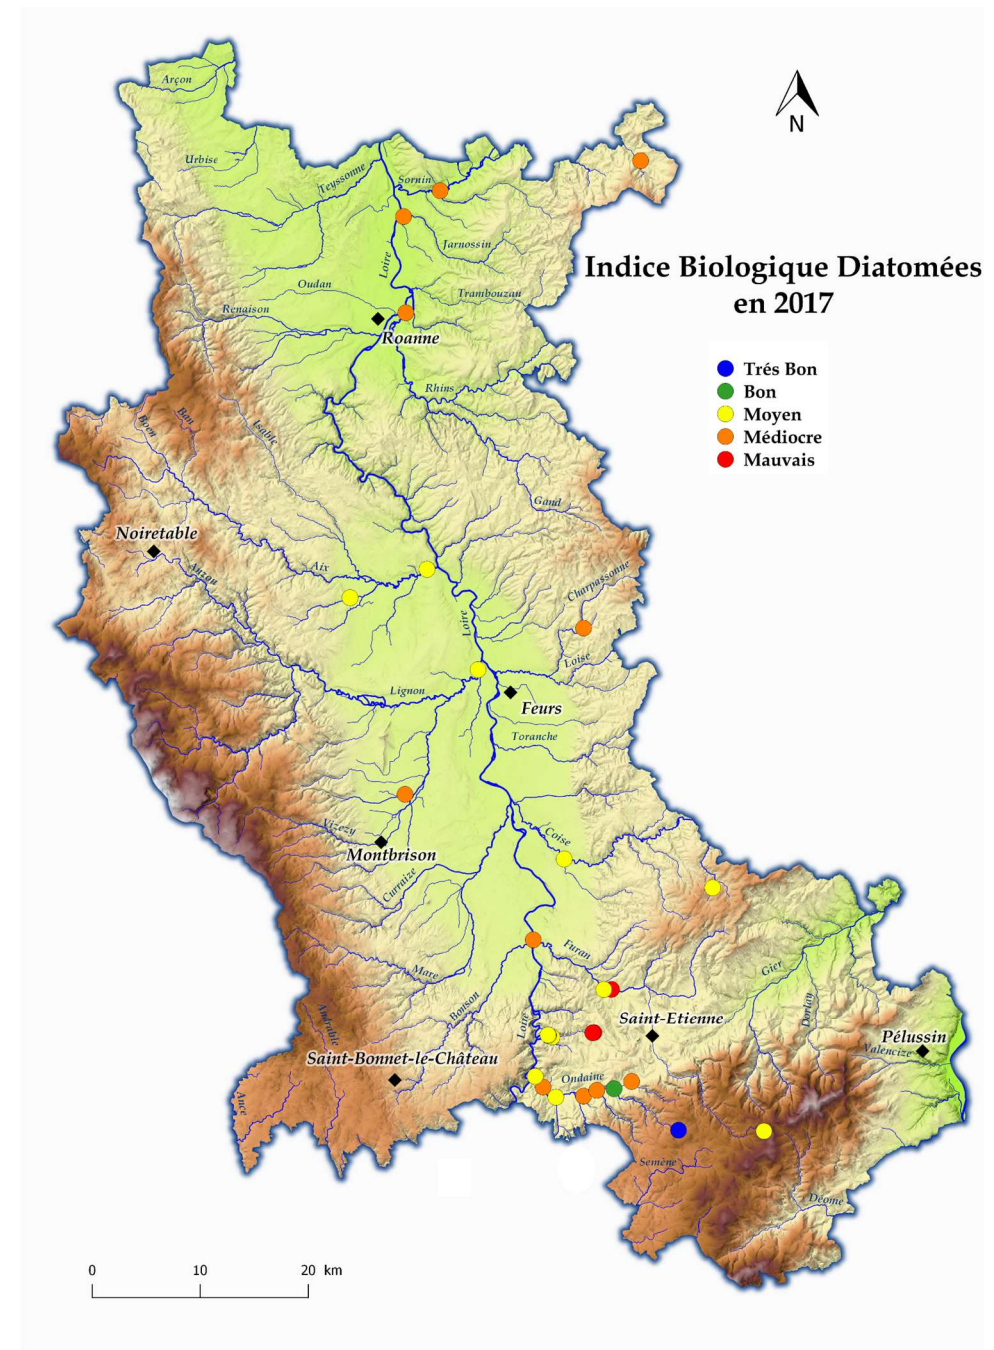 Arçon
N
Urbise
Teyssonne
Sornin
Jarnossin
Loire
Indice Biologique Diatomées
en 2017
Oudan
Trambouzan
Renaison
Roanne
Trés Bon
Bon
Moyen
Médiocre
Mauvais
Rhins
Boën
Ban
Isable
Gand
Noiretable
Anzon
Aix
Charpassonne
Loire
Loise
Lignon
Feurs
Toranche
Vizezy
Coise
Montbrison
Curraize
Furan
Mare
Gier
Bonson
Andrable
Dorlay
Loire
Saint-Etienne
Pélussin
Valencize
Saint-Bonnet-le-Château
Ondaine
Ance
Semène
Déome
0 10 20 km